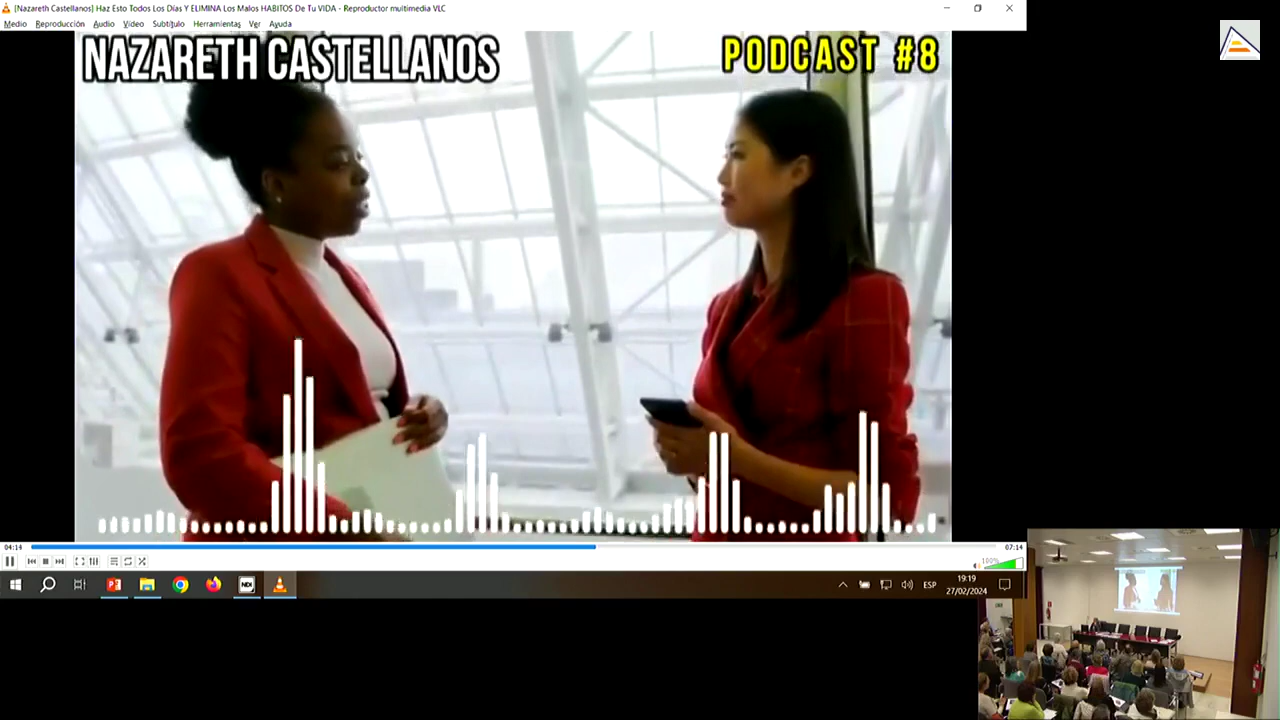 [Nazareth Castellanos] Haz Esto Todos Los Días Y ELIMINA Los Malos HÁBITOS De Tu VIDA - Reproductor multimedia VLC
Medio Reproducción Audio Vídeo Subtítulo Herramientas Ver Ayuda
NAZARETH CASTELLANOS
PODCAST #8
04:14
07:14
100%
ESP
19:19
27/02/2024